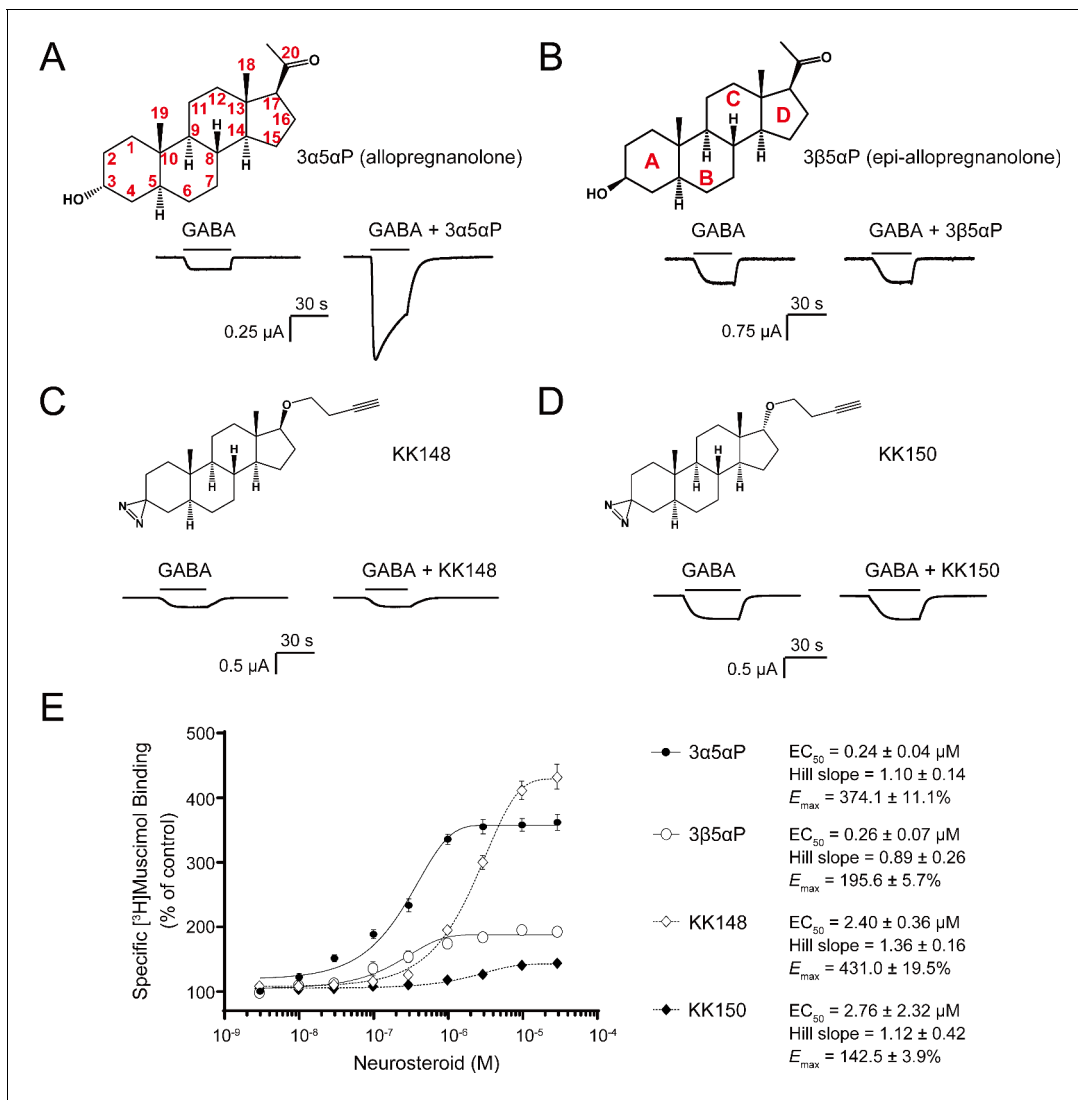 A
20
18
O
12
17
19
11
13
16
1
9
H
14
15
2
10
8
H
H
3
5
7
HO
4
6
H
3α5αP (allopregnanolone)
GABA
GABA + 3α5αP
30 s
0.25 µA
B
O
C
D
H
A
H
H
B
HO
H
3β5αP (epi-allopregnanolone)
GABA
GABA + 3β5αP
30 s
0.75 µA
C
O
H
H
H
N
N
H
KK148
GABA
GABA + KK148
30 s
0.5 µA
D
O
H
H
H
N
N
H
KK150
GABA
GABA + KK150
30 s
0.5 µA
E
Specific [³H]Muscimol Binding
(% of control)
500
400
300
200
100
10⁻⁹
10⁻⁸
10⁻⁷
10⁻⁶
10⁻⁵
10⁻⁴
Neurosteroid (M)
3α5αP
EC₅₀ = 0.24 ± 0.04 µM
Hill slope = 1.10 ± 0.14
Eₘₐₓ = 374.1 ± 11.1%
3β5αP
EC₅₀ = 0.26 ± 0.07 µM
Hill slope = 0.89 ± 0.26
Eₘₐₓ = 195.6 ± 5.7%
KK148
EC₅₀ = 2.40 ± 0.36 µM
Hill slope = 1.36 ± 0.16
Eₘₐₓ = 431.0 ± 19.5%
KK150
EC₅₀ = 2.76 ± 2.32 µM
Hill slope = 1.12 ± 0.42
Eₘₐₓ = 142.5 ± 3.9%